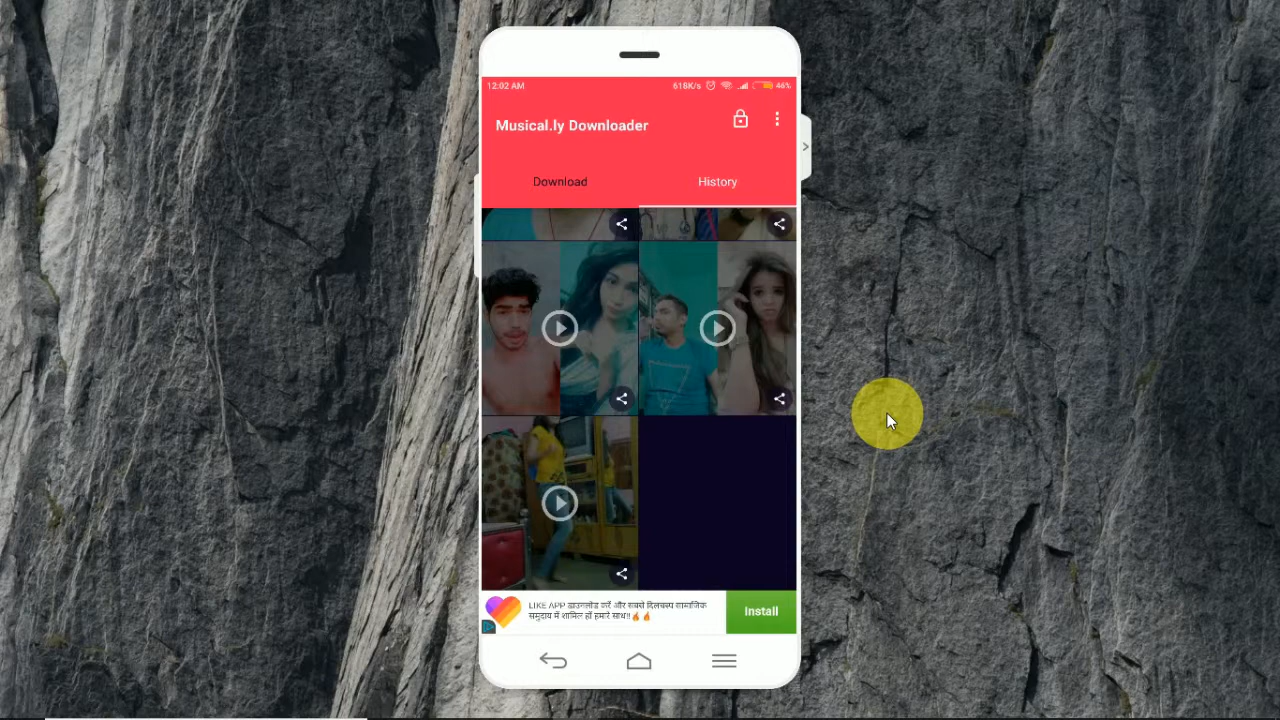 12:02 AM
618K/s
46%
Musical.ly Downloader
Download
History
LIKE APP डाउनलोड करें और सबसे दिलचस्प सामाजिक
समुदाय में शामिल हों हमारे साथ!!🔥🔥
Install